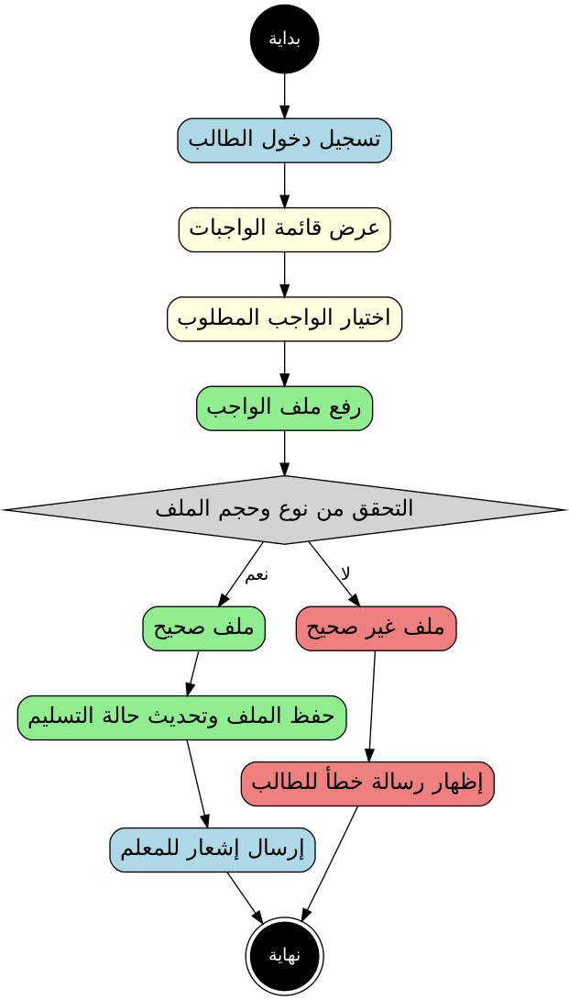 بداية
تسجيل دخول الطالب
عرض قائمة الواجبات
اختيار الواجب المطلوب
رفع ملف الواجب
التحقق من نوع وحجم الملف
نعم
لا
ملف صحيح
ملف غير صحيح
حفظ الملف وتحديث حالة التسليم
إظهار رسالة خطأ للطالب
إرسال إشعار للمعلم
نهاية